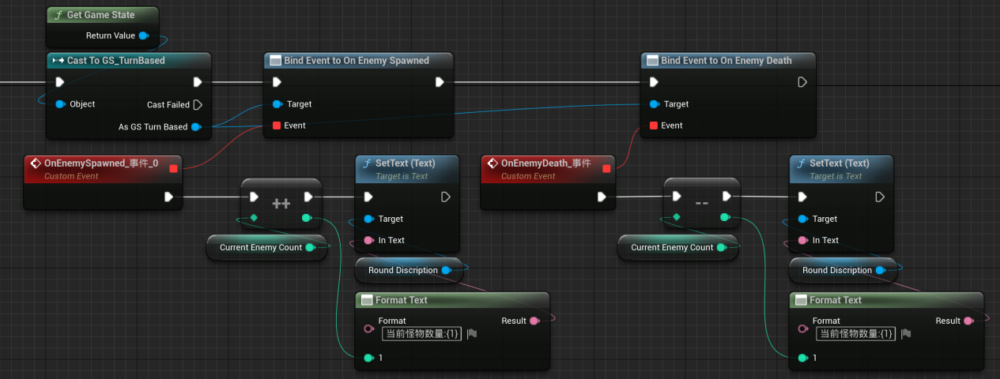 Get Game State
Return Value
Cast To GS_TurnBased
Object
Cast Failed
As GS Turn Based
Bind Event to On Enemy Spawned
Target
Event
Bind Event to On Enemy Death
Target
Event
OnEnemySpawned_事件_0
Custom Event
++
Current Enemy Count
SetText (Text)
Target is Text
Target
In Text
Round Discription
Format Text
Format
Result
当前怪物数量:{1}
1
OnEnemyDeath_事件
Custom Event
--
Current Enemy Count
SetText (Text)
Target is Text
Target
In Text
Round Discription
Format Text
Format
Result
当前怪物数量:{1}
1